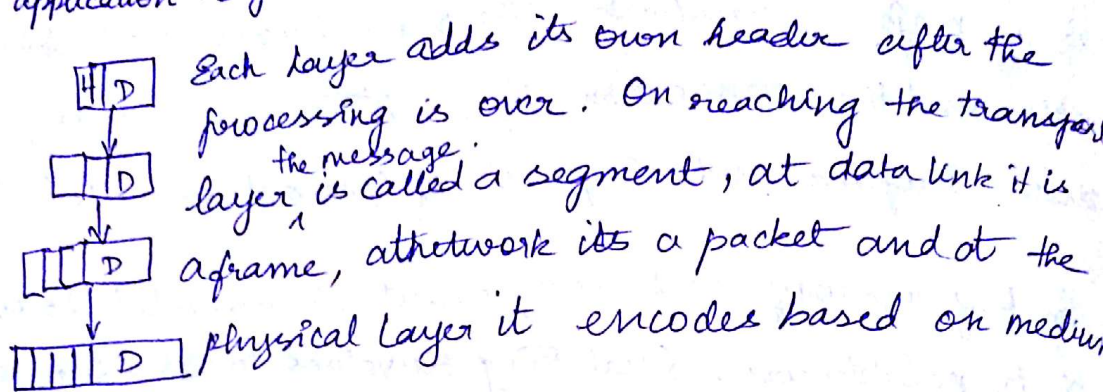 application
H D Each layer adds its own header after the
processing is over. On reaching the transpor
the message.
D layer is called a segment, at data link it is
D a frame, at network its a packet and at the
D physical layer it encodes based on medium